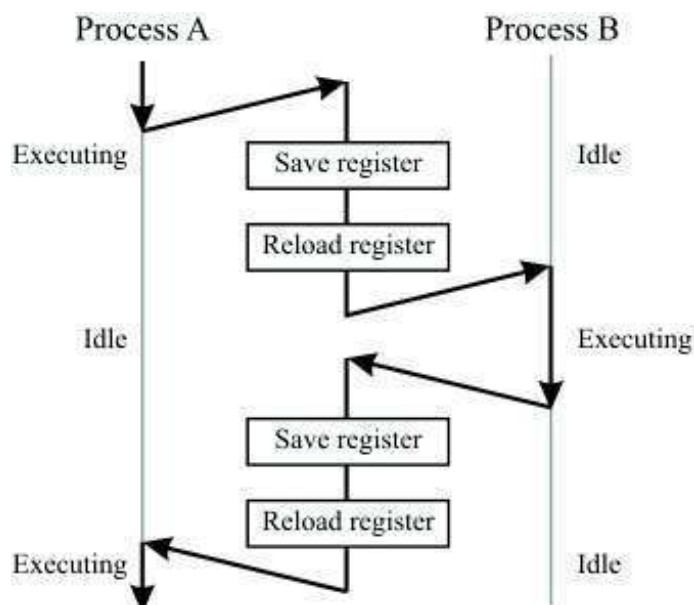 Process A
Process B
Executing
Save register
Idle
Reload register
Idle
Executing
Save register
Reload register
Executing
Idle